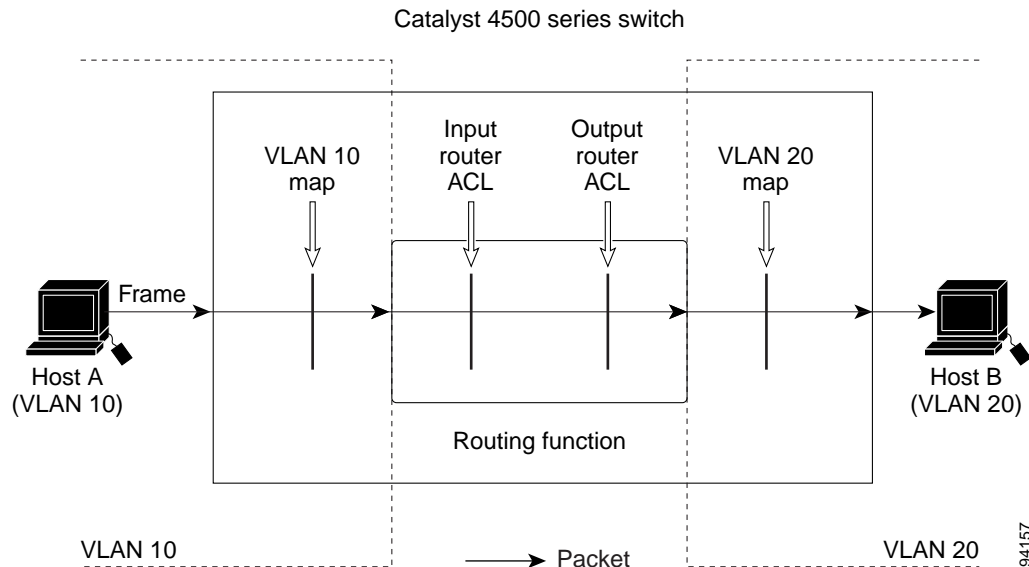 Catalyst 4500 series switch
VLAN 10
map
Input
router
ACL
Output
router
ACL
VLAN 20
map
Frame
Host A
(VLAN 10)
Host B
(VLAN 20)
Routing function
VLAN 10
Packet
VLAN 20
94157